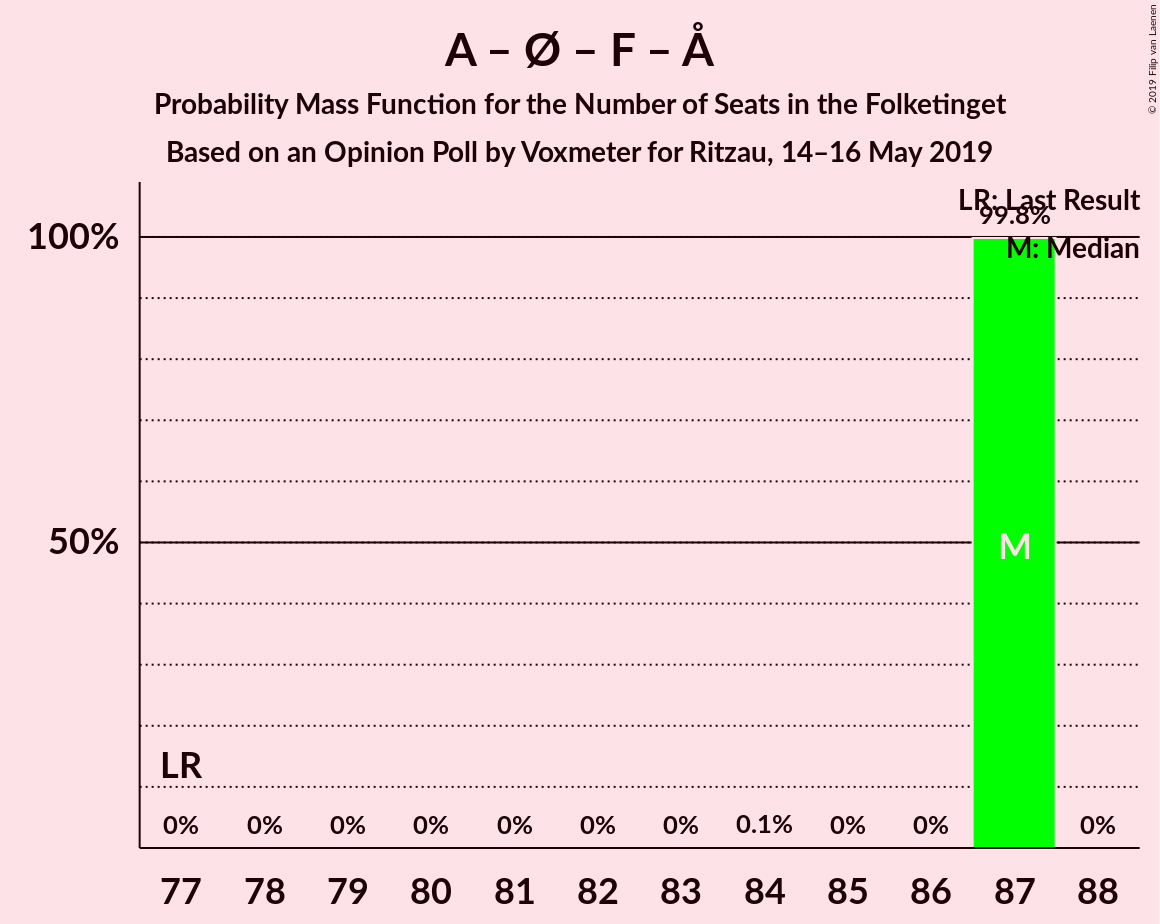 A – Ø – F – Å
Probability Mass Function for the Number of Seats in the Folketinget
Based on an Opinion Poll by Voxmeter for Ritzau, 14–16 May 2019
© 2019 Filip van Laenen
LR: Last Result
99.8%
100%
M: Median
50%
M
LR
0% 0% 0% 0% 0% 0% 0% 0.1% 0% 0% 0%
77 78 79 80 81 82 83 84 85 86 87 88